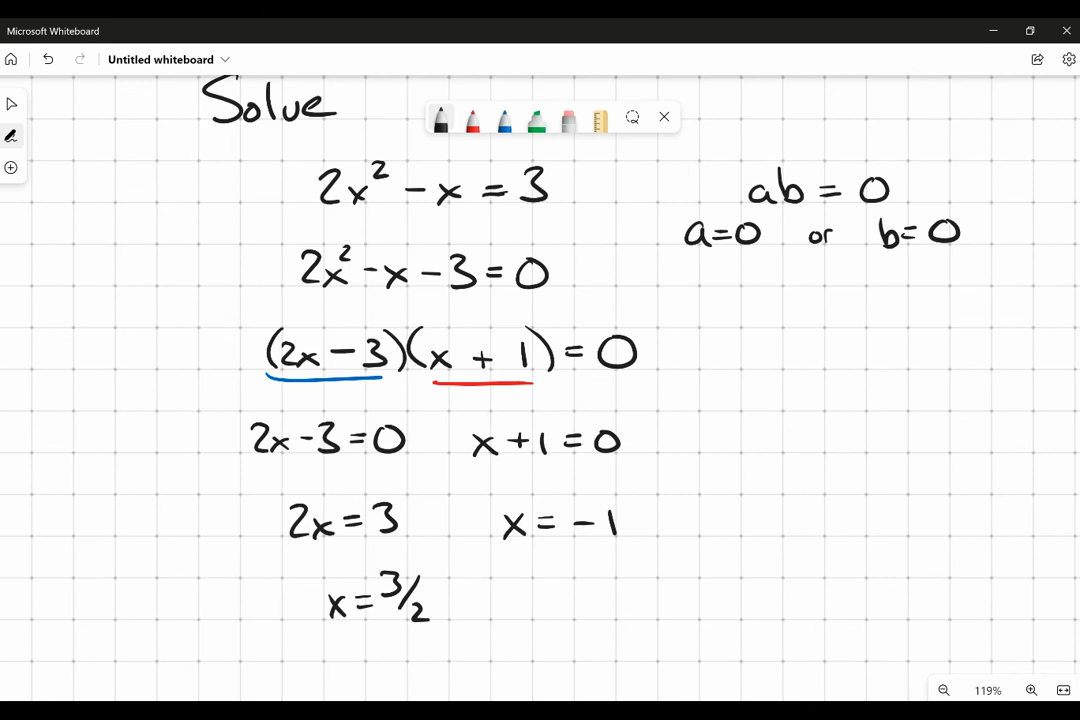 Microsoft Whiteboard
Untitled whiteboard
Solve
2x² - x = 3
2x² - x - 3 = 0
(2x - 3)(x + 1) = 0
2x - 3 = 0 x + 1 = 0
2x = 3 x = -1
x = 3/2
ab = 0
a = 0 or b = 0
119%